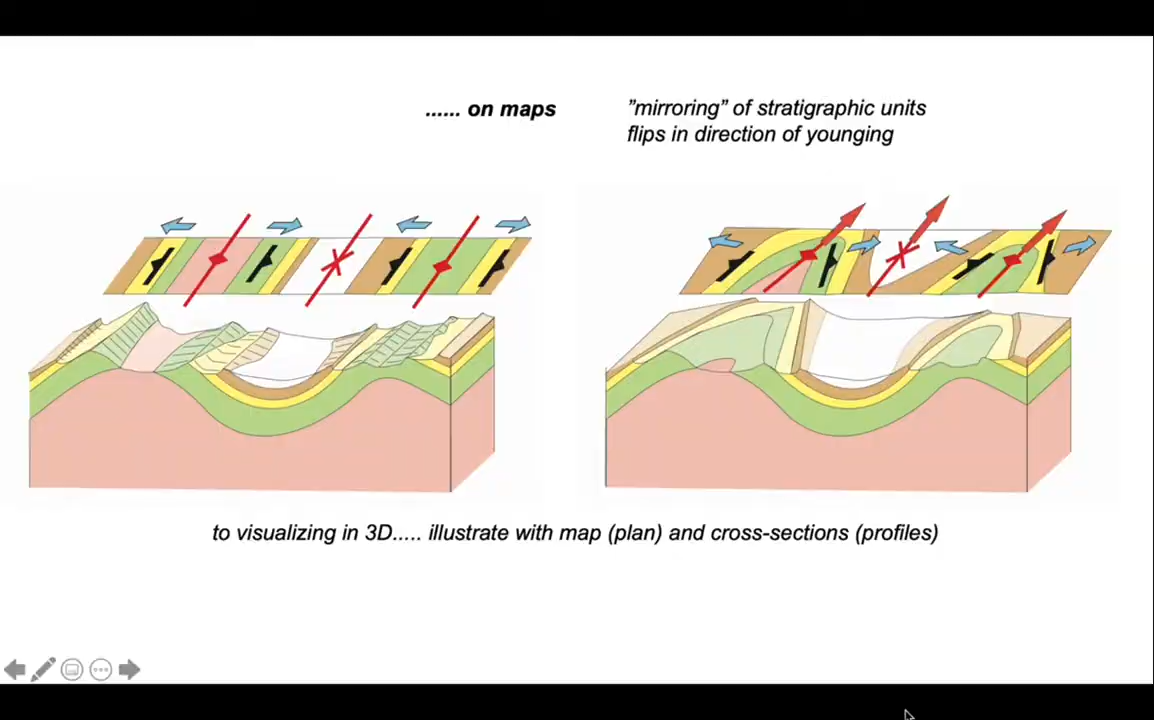 ...... on maps
”mirroring” of stratigraphic units
flips in direction of younging
to visualizing in 3D..... illustrate with map (plan) and cross-sections (profiles)